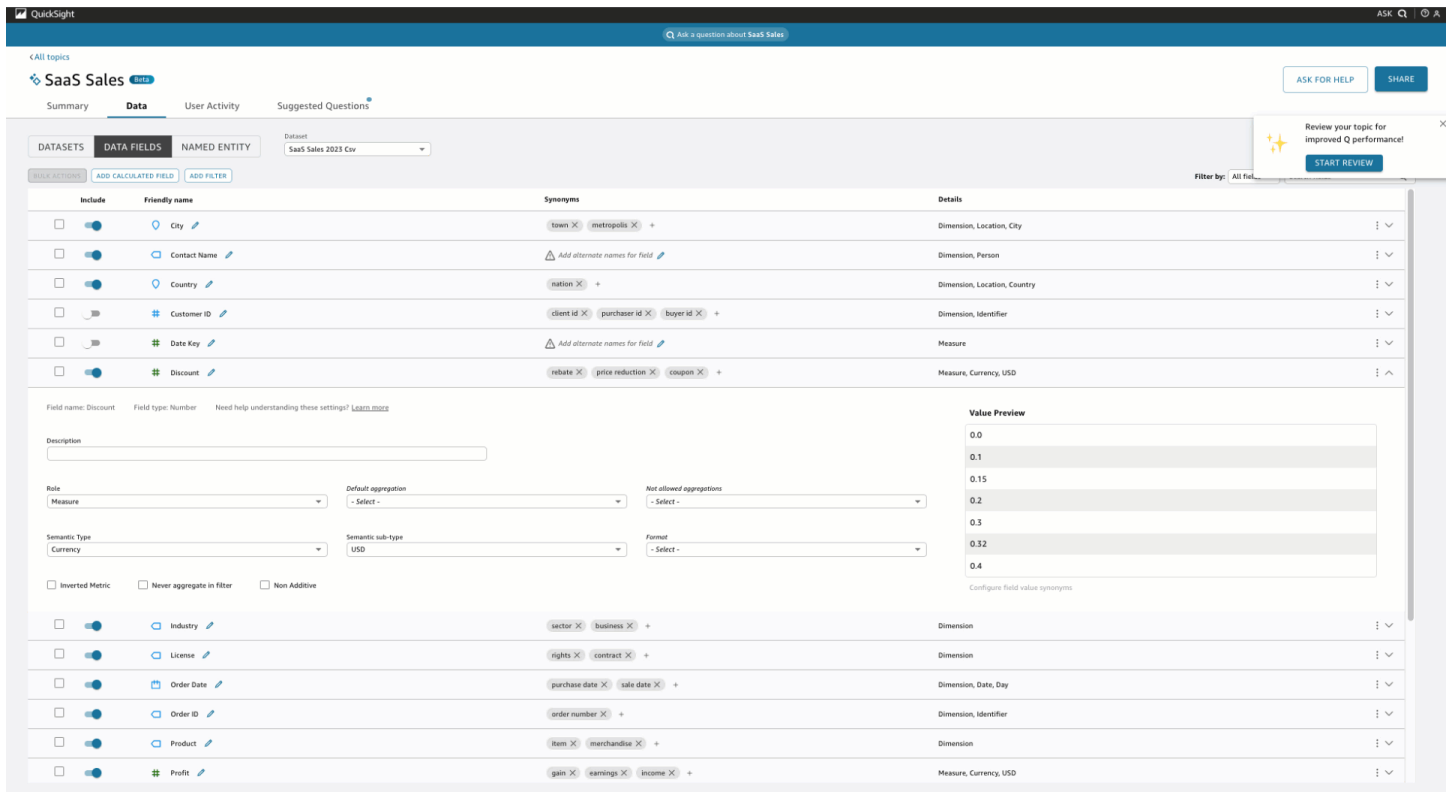 QuickSight ASK
Ask a question about SaaS Sales
All topics
SaaS Sales Beta
ASK FOR HELP SHARE
Summary Data User Activity Suggested Questions
Review your topic for
improved Q performance!
START REVIEW
DATASETS DATA FIELDS NAMED ENTITY
Dataset
SaaS Sales 2023 Csv
BULK ACTIONS ADD CALCULATED FIELD ADD FILTER
Filter by: All
Include Friendly name Synonyms Details
City town metropolis Dimension, Location, City
Contact Name Add alternate names for field Dimension, Person
Country nation Dimension, Location, Country
Customer ID client id purchaser id buyer id Dimension, Identifier
Date Key Add alternate names for field Measure
Discount rebate price reduction coupon Measure, Currency, USD
Field name: Discount Field type: Number Need help understanding these settings? Learn more
Description
Role Default aggregation Not allowed aggregations
Measure - Select - - Select -
Semantic Type Semantic sub-type Format
Currency USD - Select -
Inverted Metric Never aggregate in filter Non Additive
Value Preview
0.0
0.1
0.15
0.2
0.3
0.32
0.4
Configure field value synonyms
Industry sector business Dimension
License rights contract Dimension
Order Date purchase date sale date Dimension, Date, Day
Order ID order number Dimension, Identifier
Product item merchandise Dimension
Profit gain earnings income Measure, Currency, USD